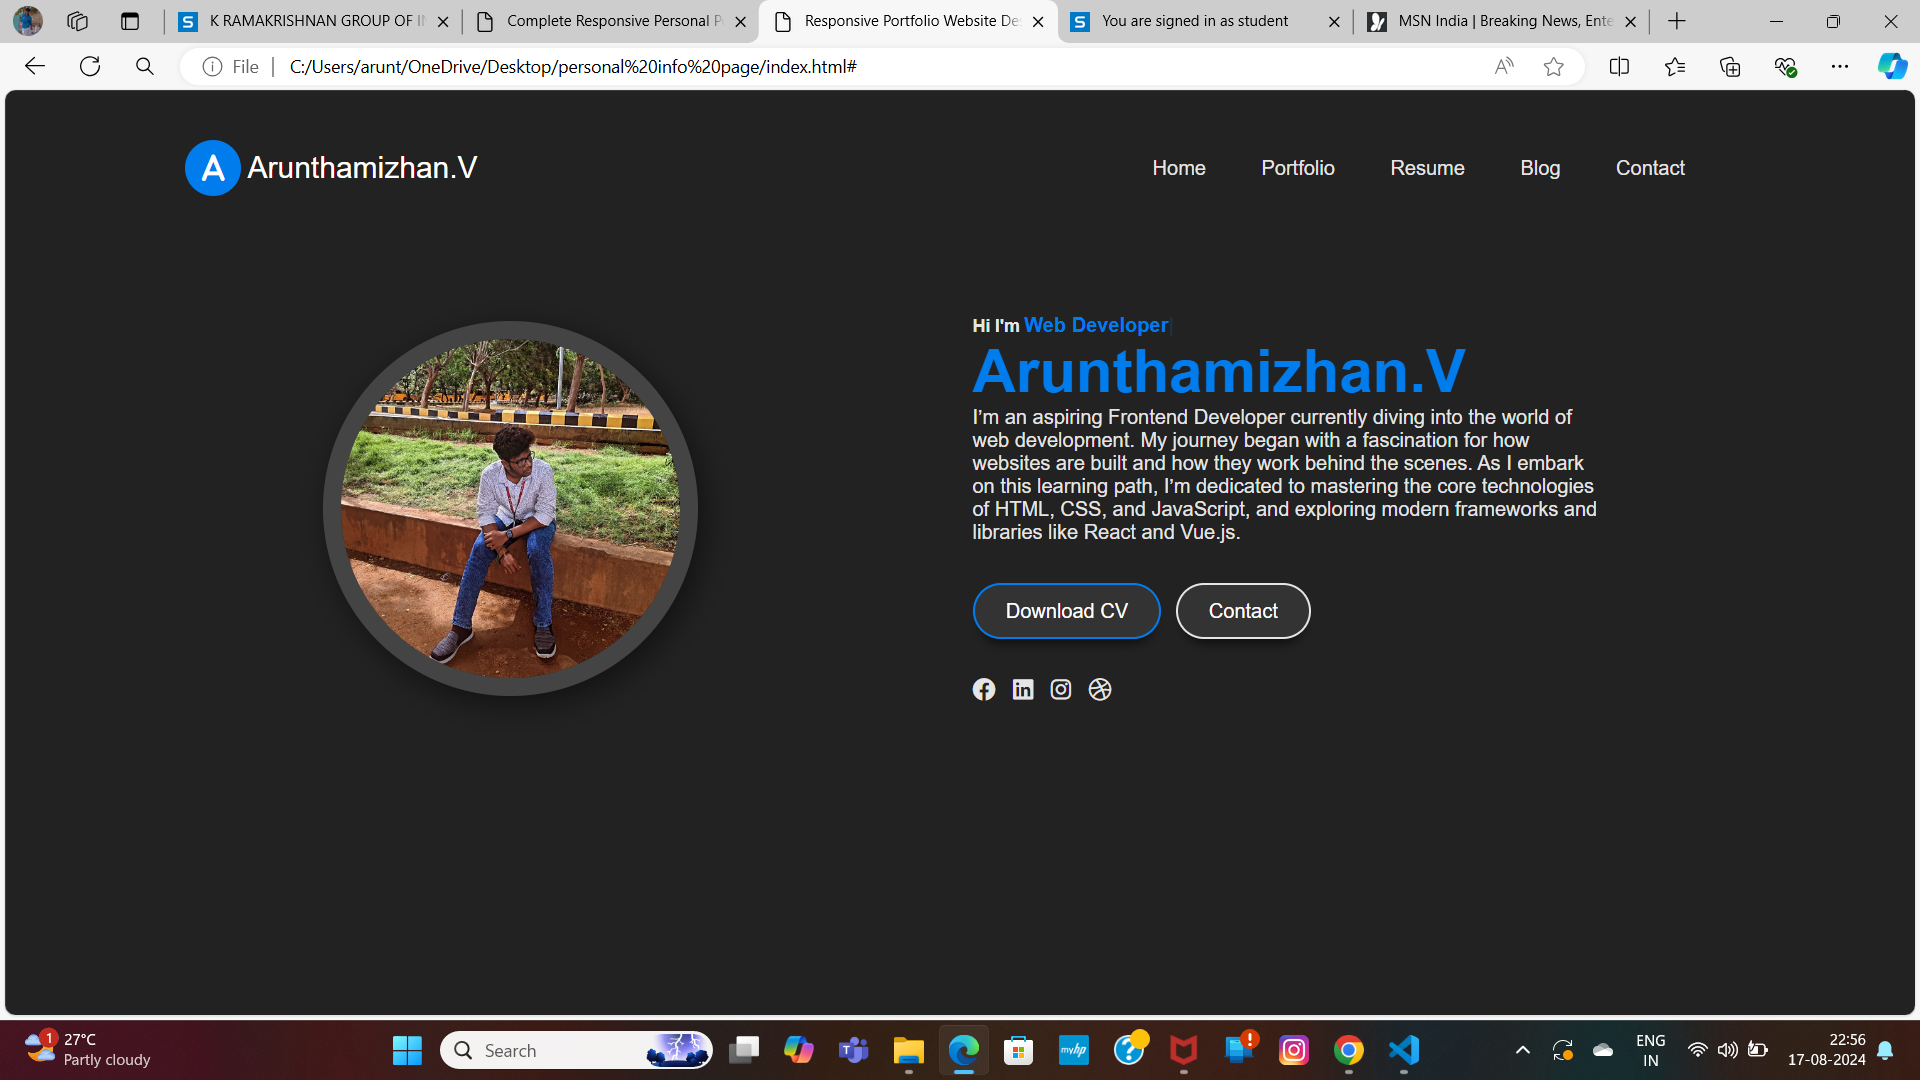 K RAMAKRISHNAN GROUP OF IN
Complete Responsive Personal P
Responsive Portfolio Website De
You are signed in as student
MSN India | Breaking News, Ente
File
C:/Users/arunt/OneDrive/Desktop/personal%20info%20page/index.html#
A Arunthamizhan.V
Home
Portfolio
Resume
Blog
Contact
Hi I'm Web Developer
Arunthamizhan.V
I’m an aspiring Frontend Developer currently diving into the world of
web development. My journey began with a fascination for how
websites are built and how they work behind the scenes. As I embark
on this learning path, I’m dedicated to mastering the core technologies
of HTML, CSS, and JavaScript, and exploring modern frameworks and
libraries like React and Vue.js.
Download CV
Contact
1
27°C
Partly cloudy
Search
myhp
ENG
IN
22:56
17-08-2024